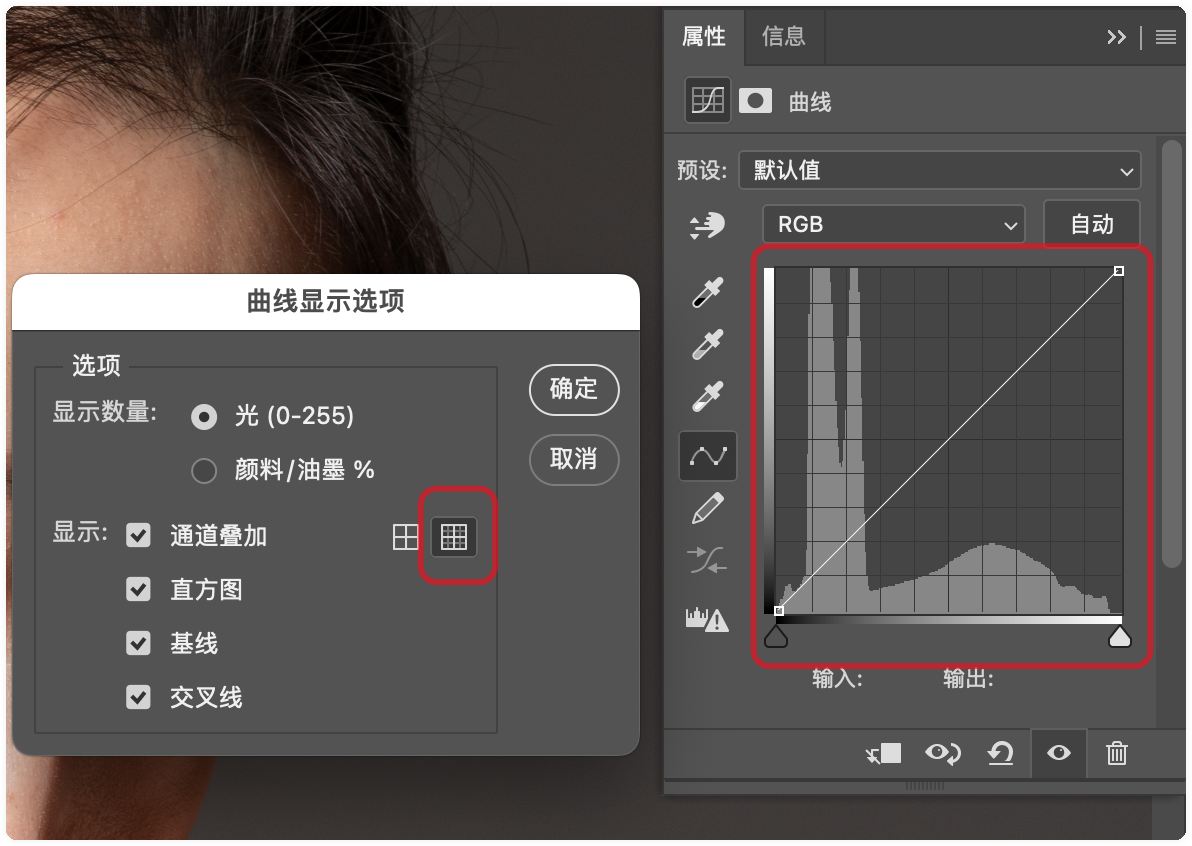 属性
信息
曲线
预设:
默认值
RGB
自动
曲线显示选项
选项
显示数量:
光 (0-255)
颜料/油墨 %
显示:
通道叠加
直方图
基线
交叉线
确定
取消
输入:
输出: